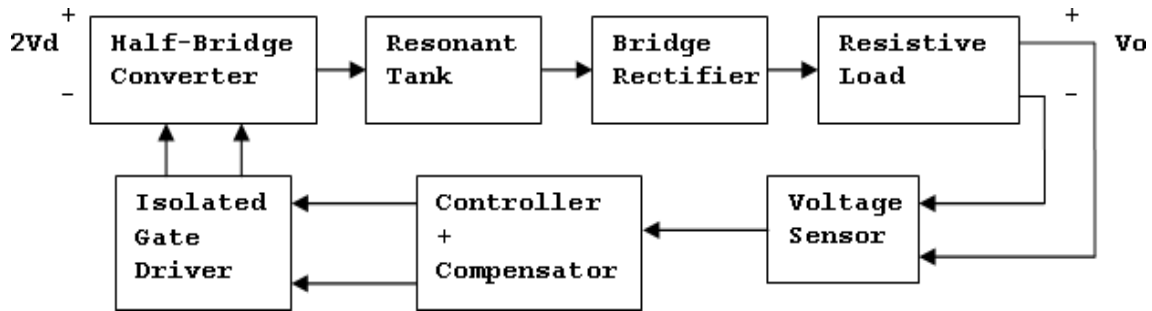 +
2Vd
-
Half-Bridge
Converter
Resonant
Tank
Bridge
Rectifier
Resistive
Load
+
Vo
-
Isolated
Gate
Driver
Controller
+
Compensator
Voltage
Sensor